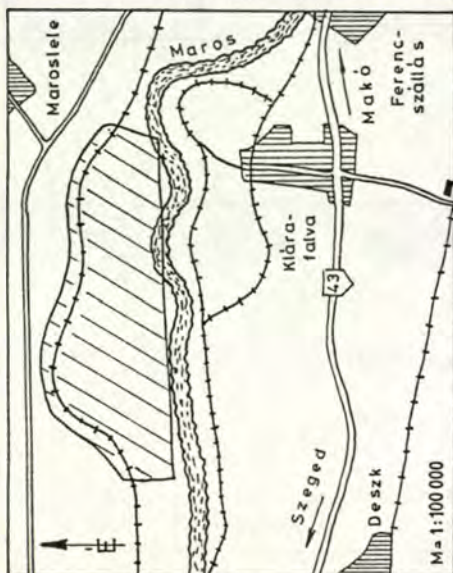 Maroslele
Maros
Makó
Ferenc-
szállás
Klára-
falva
43
Szeged
Deszk
É
M = 1:100 000